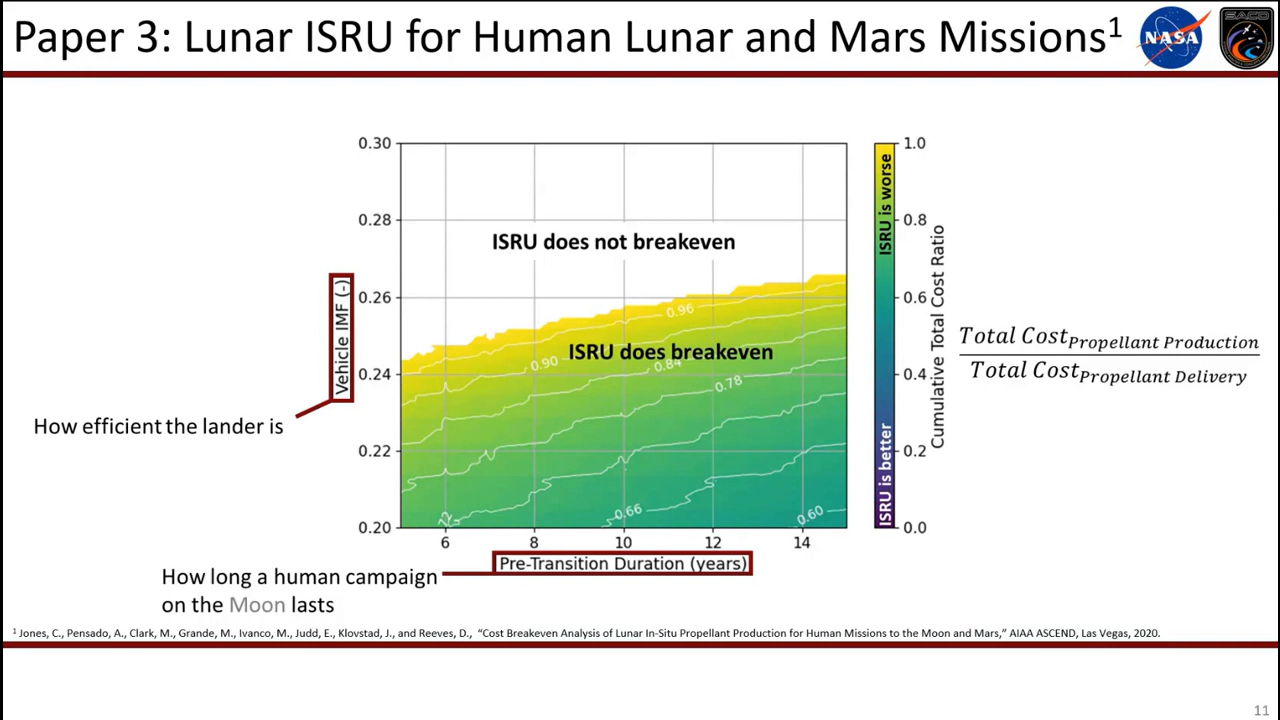 Paper 3: Lunar ISRU for Human Lunar and Mars Missions1
NASA
SACD
0.30
0.28
0.26
0.24
0.22
0.20
Vehicle IMF (-)
How efficient the lander is
ISRU does not breakeven
ISRU does breakeven
0.96
0.90
0.84
0.78
.72
0.66
0.60
6
8
10
12
14
Pre-Transition Duration (years)
How long a human campaign
on the Moon lasts
1.0
0.8
0.6
0.4
0.2
0.0
ISRU is worse
ISRU is better
Cumulative Total Cost Ratio
Total CostPropellant Production
Total CostPropellant Delivery
1 Jones, C., Pensado, A., Clark, M., Grande, M., Ivanco, M., Judd, E., Klovstad, J., and Reeves, D., “Cost Breakeven Analysis of Lunar In-Situ Propellant Production for Human Missions to the Moon and Mars,” AIAA ASCEND, Las Vegas, 2020.
11